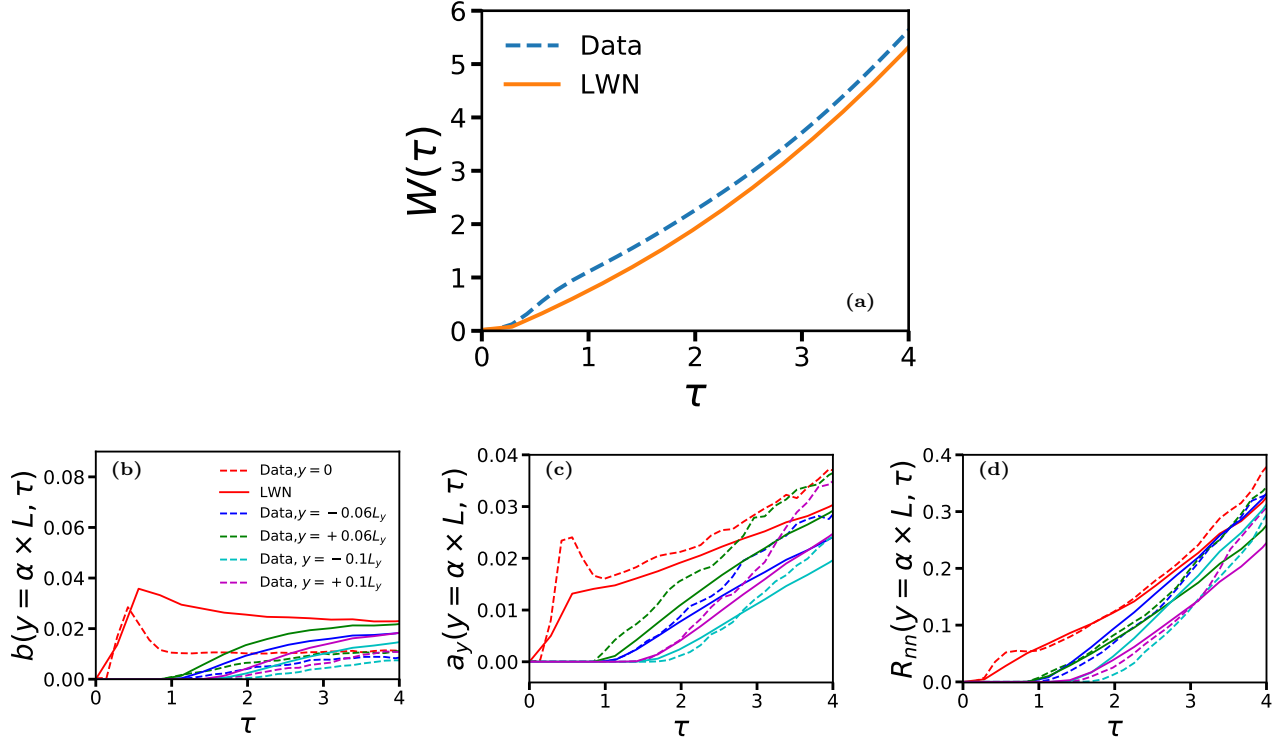 W(τ)
6
5
4
3
2
1
0
Data
LWN
(a)
0 1 2 3 4
τ
b(y = α × L, τ)
0.08
0.06
0.04
0.02
0.00
(b)
Data,y = 0
LWN
Data,y = −0.06L_y
Data,y = +0.06L_y
Data, y = −0.1L_y
Data, y = +0.1L_y
0 1 2 3 4
τ
a_y(y = α × L, τ)
0.04
0.03
0.02
0.01
0.00
(c)
0 1 2 3 4
τ
R_nn(y = α × L, τ)
0.4
0.3
0.2
0.1
0.0
(d)
0 1 2 3 4
τ